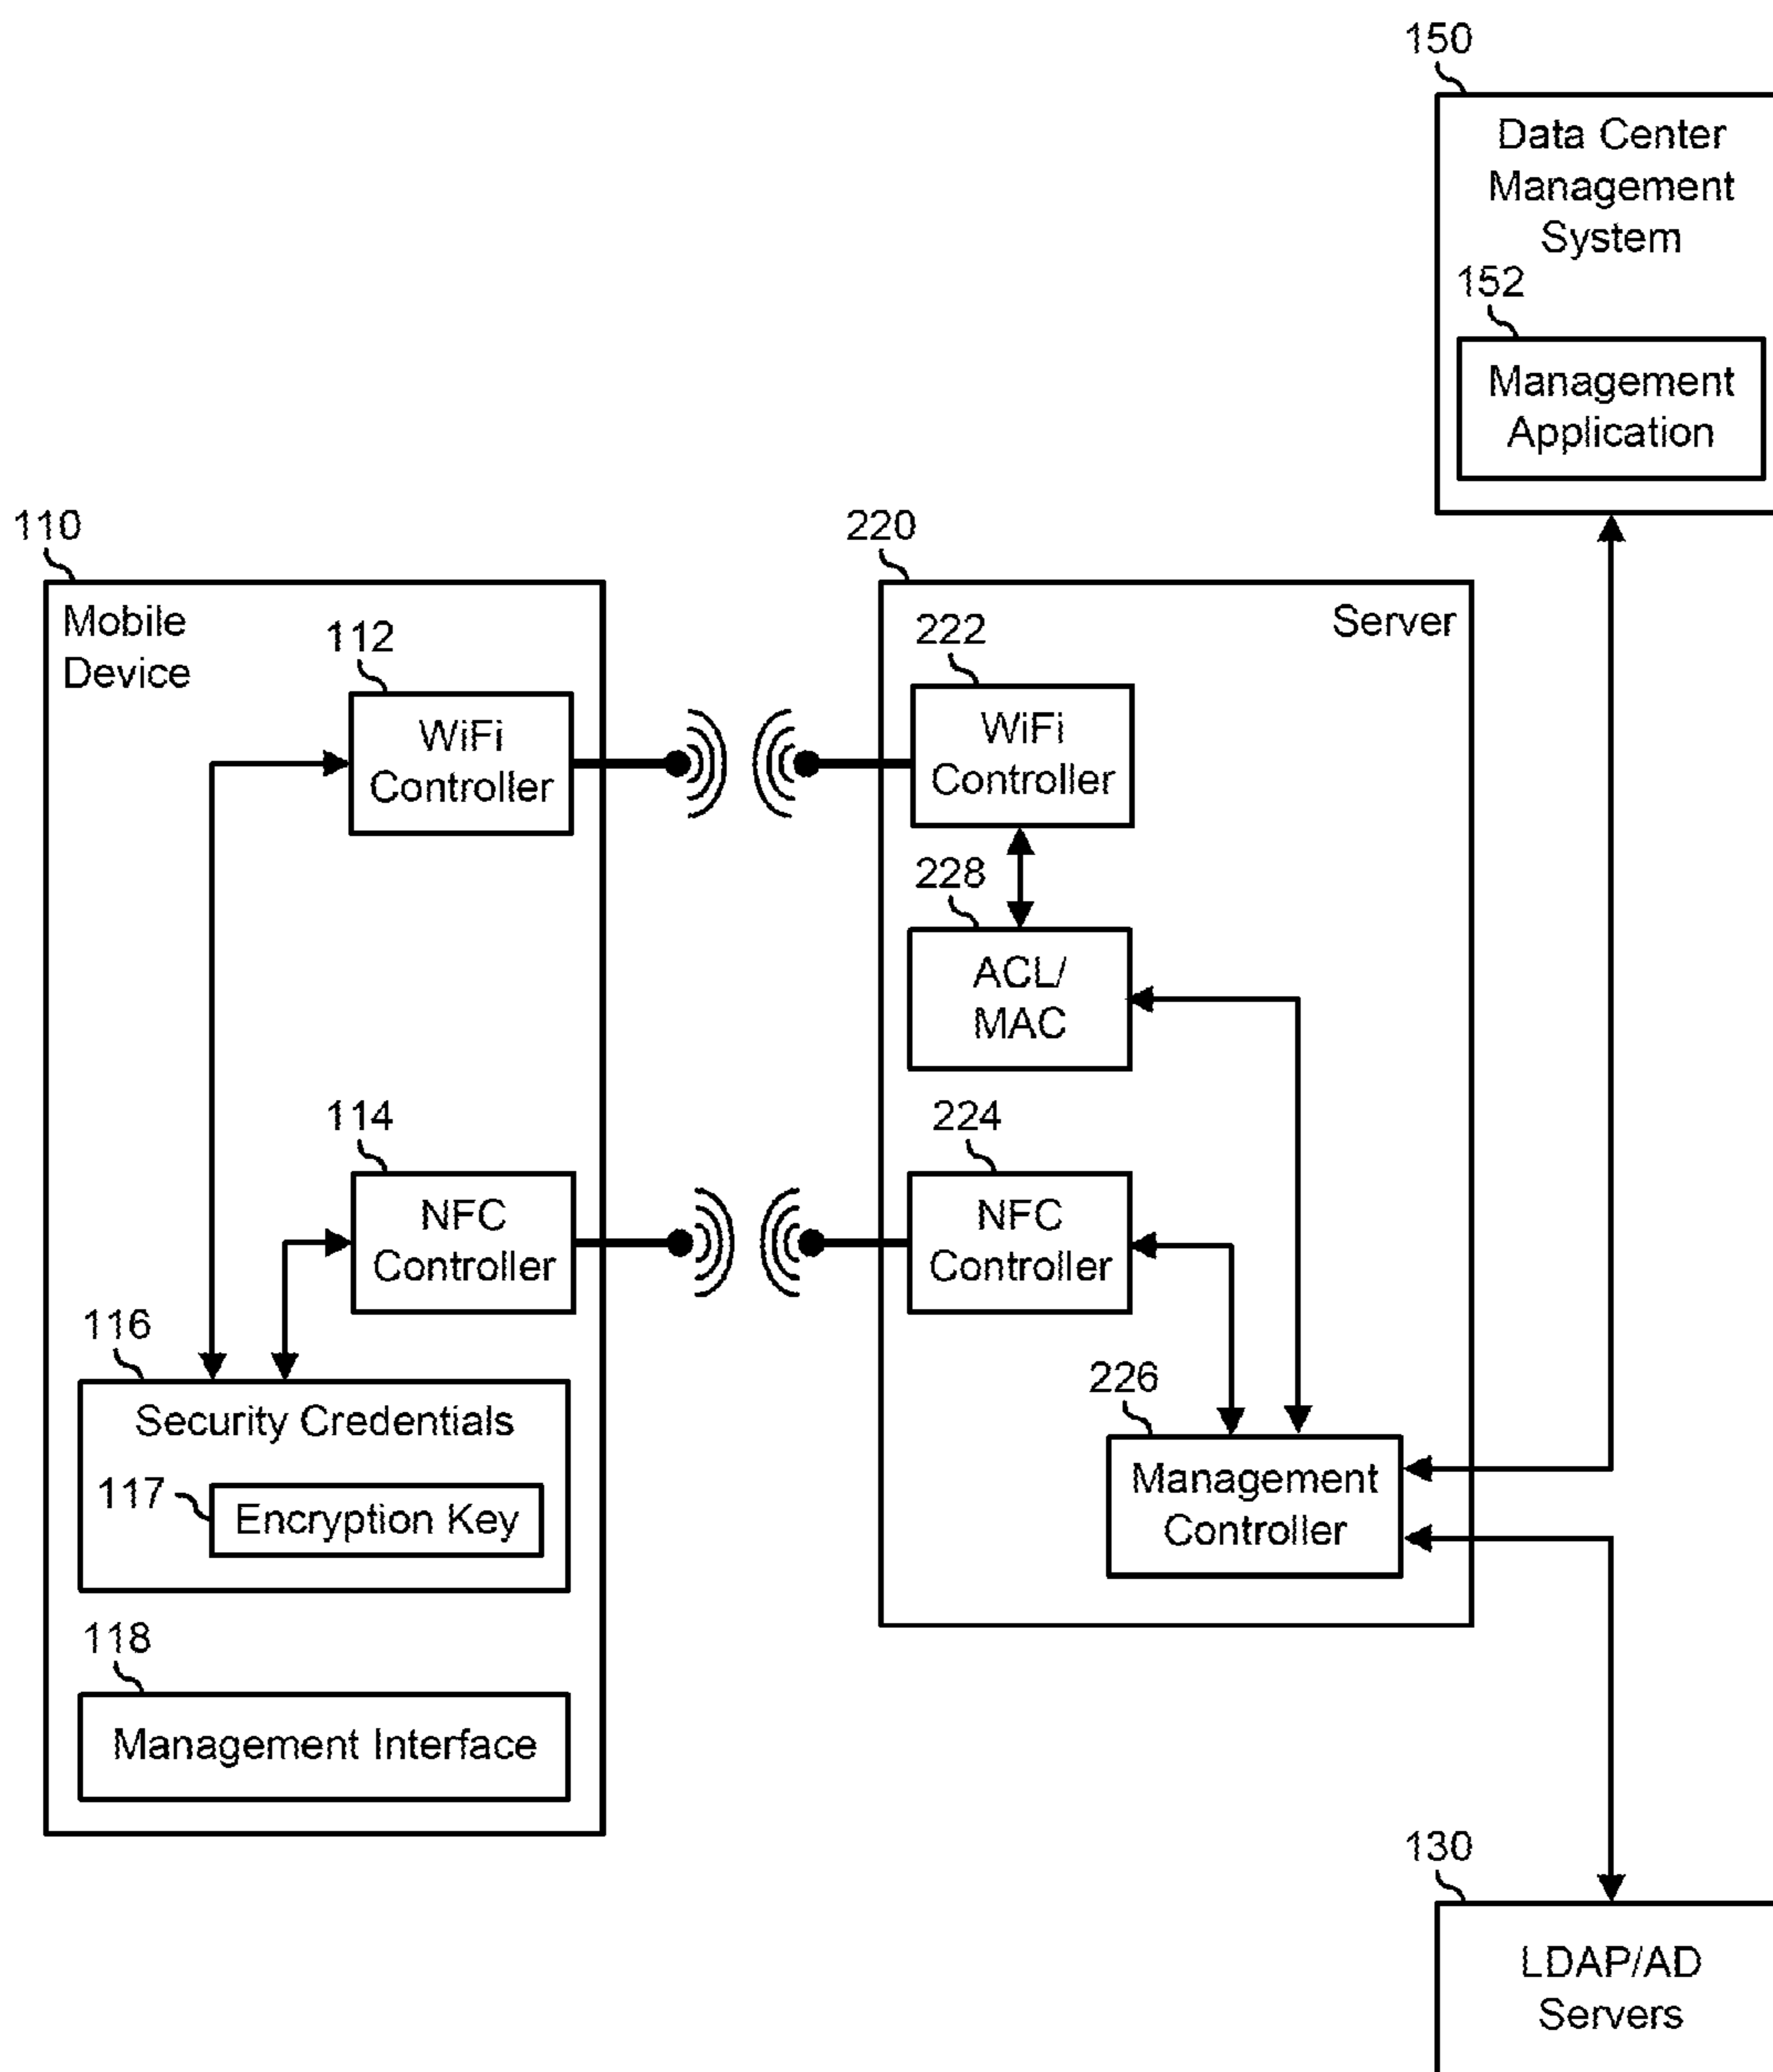 150
Data Center
Management
System
152
Management
Application
110
Mobile
Device
112
WiFi
Controller
114
NFC
Controller
116
Security Credentials
117
Encryption Key
118
Management Interface
220
Server
222
WiFi
Controller
228
ACL/
MAC
224
NFC
Controller
226
Management
Controller
130
LDAP/AD
Servers